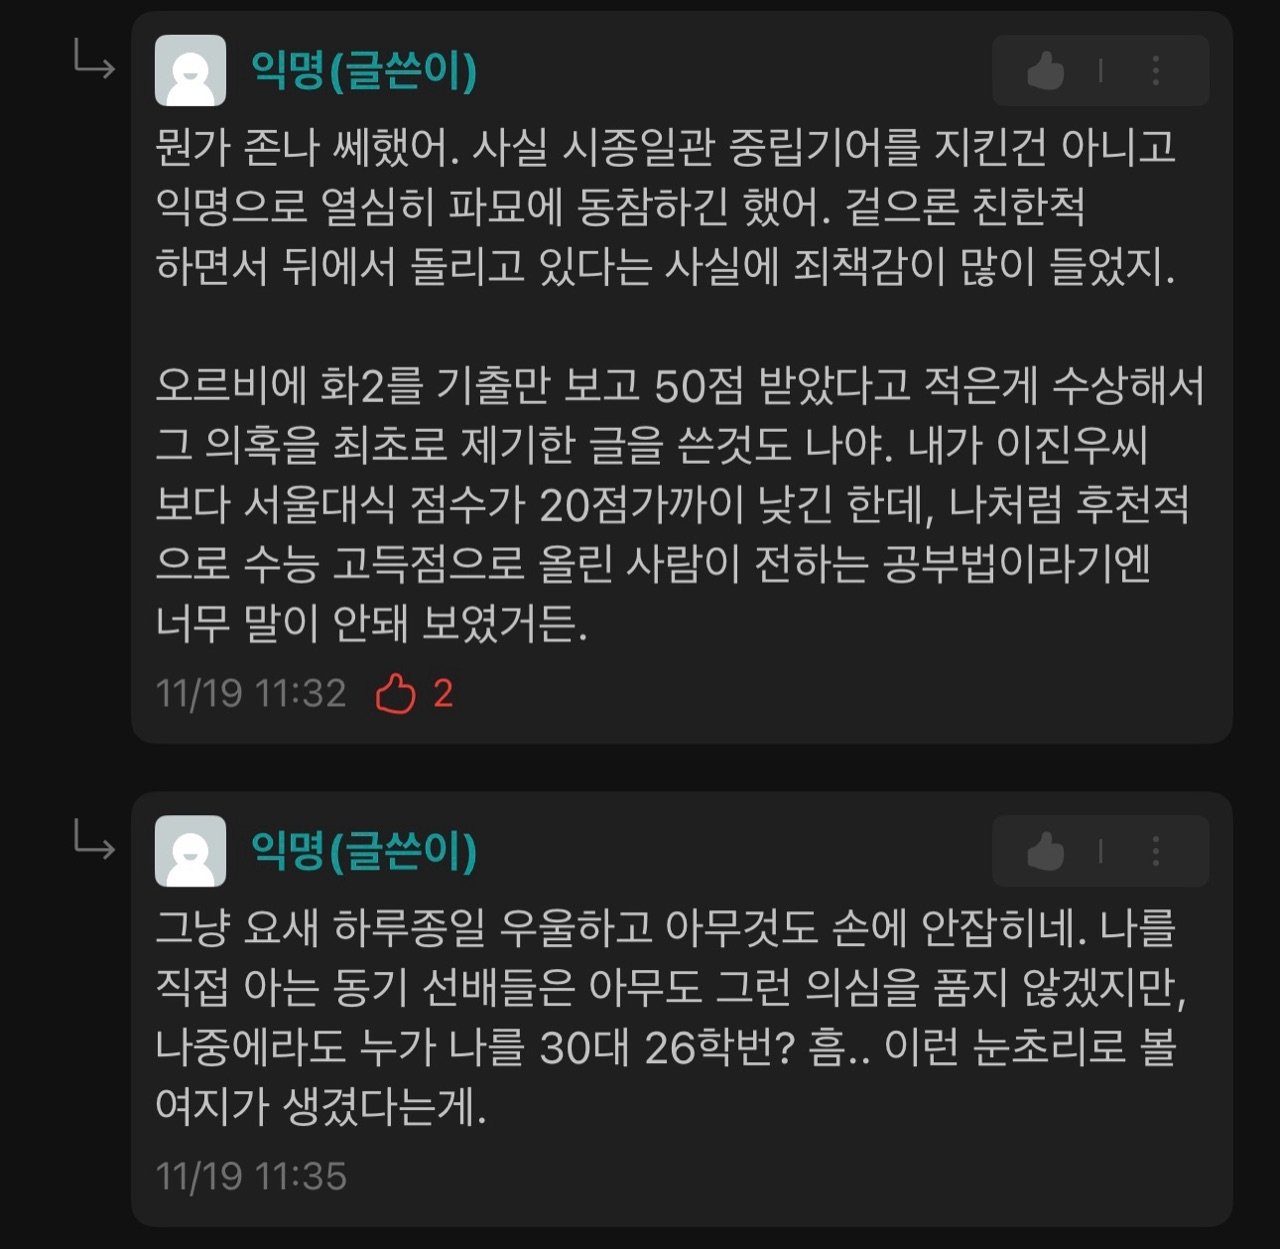 익명(글쓴이)
뭔가 존나 쎄했어. 사실 시종일관 중립기어를 지킨건 아니고
익명으로 열심히 파묘에 동참하긴 했어. 겉으론 친한척
하면서 뒤에서 돌리고 있다는 사실에 죄책감이 많이 들었지.
오르비에 화2를 기출만 보고 50점 받았다고 적은게 수상해서
그 의혹을 최초로 제기한 글을 쓴것도 나야. 내가 이진우씨
보다 서울대식 점수가 20점가까이 낮긴 한데, 나처럼 후천적
으로 수능 고득점으로 올린 사람이 전하는 공부법이라기엔
너무 말이 안돼 보였거든.
11/19 11:32 2
익명(글쓴이)
그냥 요새 하루종일 우울하고 아무것도 손에 안잡히네. 나를
직접 아는 동기 선배들은 아무도 그런 의심을 품지 않겠지만,
나중에라도 누가 나를 30대 26학번? 흠.. 이런 눈초리로 볼
여지가 생겼다는게.
11/19 11:35